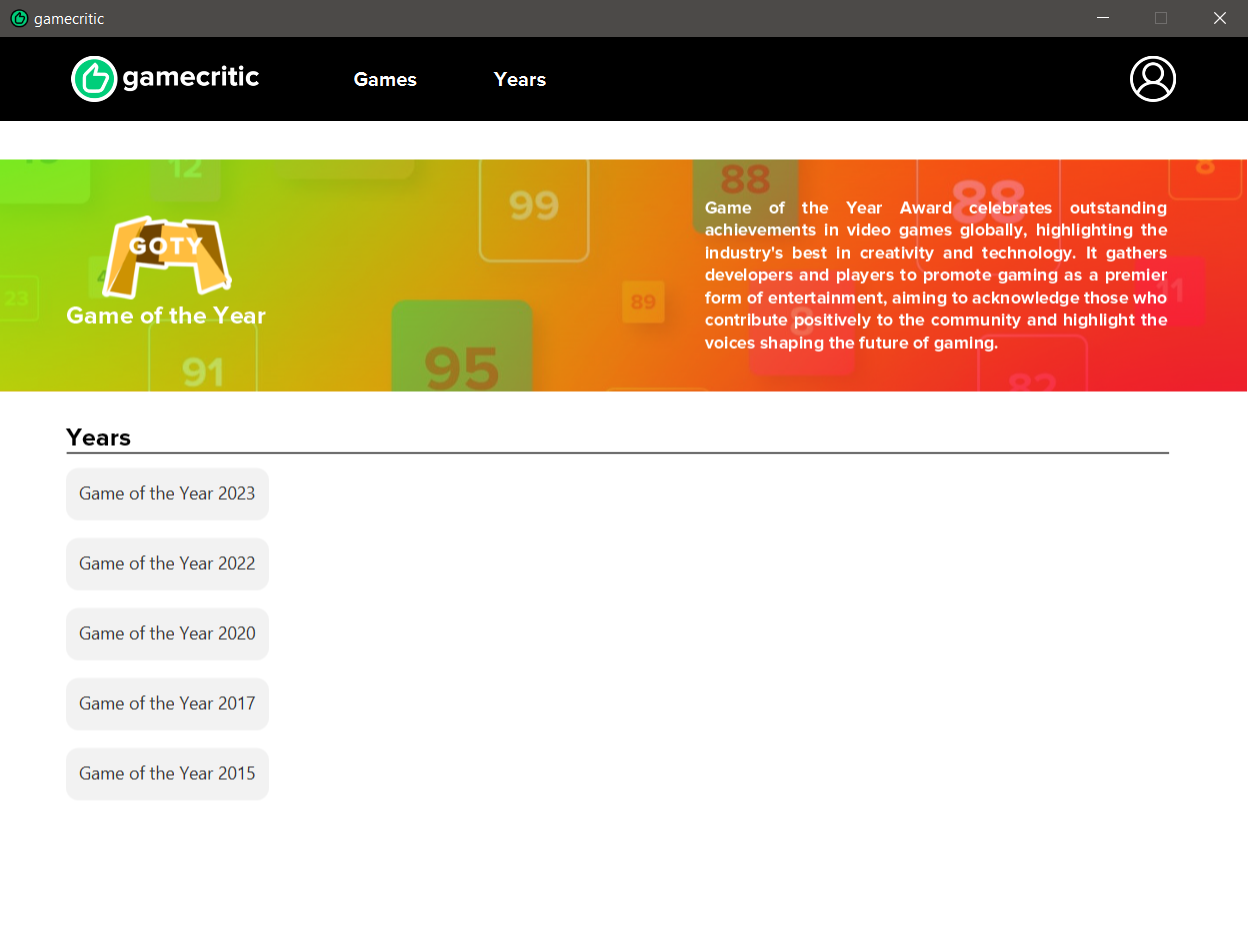 gamecritic
gamecritic
Games
Years
12
99
88
88
8
GOTY
Game of the Year
Game of the Year Award celebrates outstanding
achievements in video games globally, highlighting the
industry's best in creativity and technology. It gathers
developers and players to promote gaming as a premier
form of entertainment, aiming to acknowledge those who
contribute positively to the community and highlight the
voices shaping the future of gaming.
23
4
89
11
8
91
95
82
Years
Game of the Year 2023
Game of the Year 2022
Game of the Year 2020
Game of the Year 2017
Game of the Year 2015